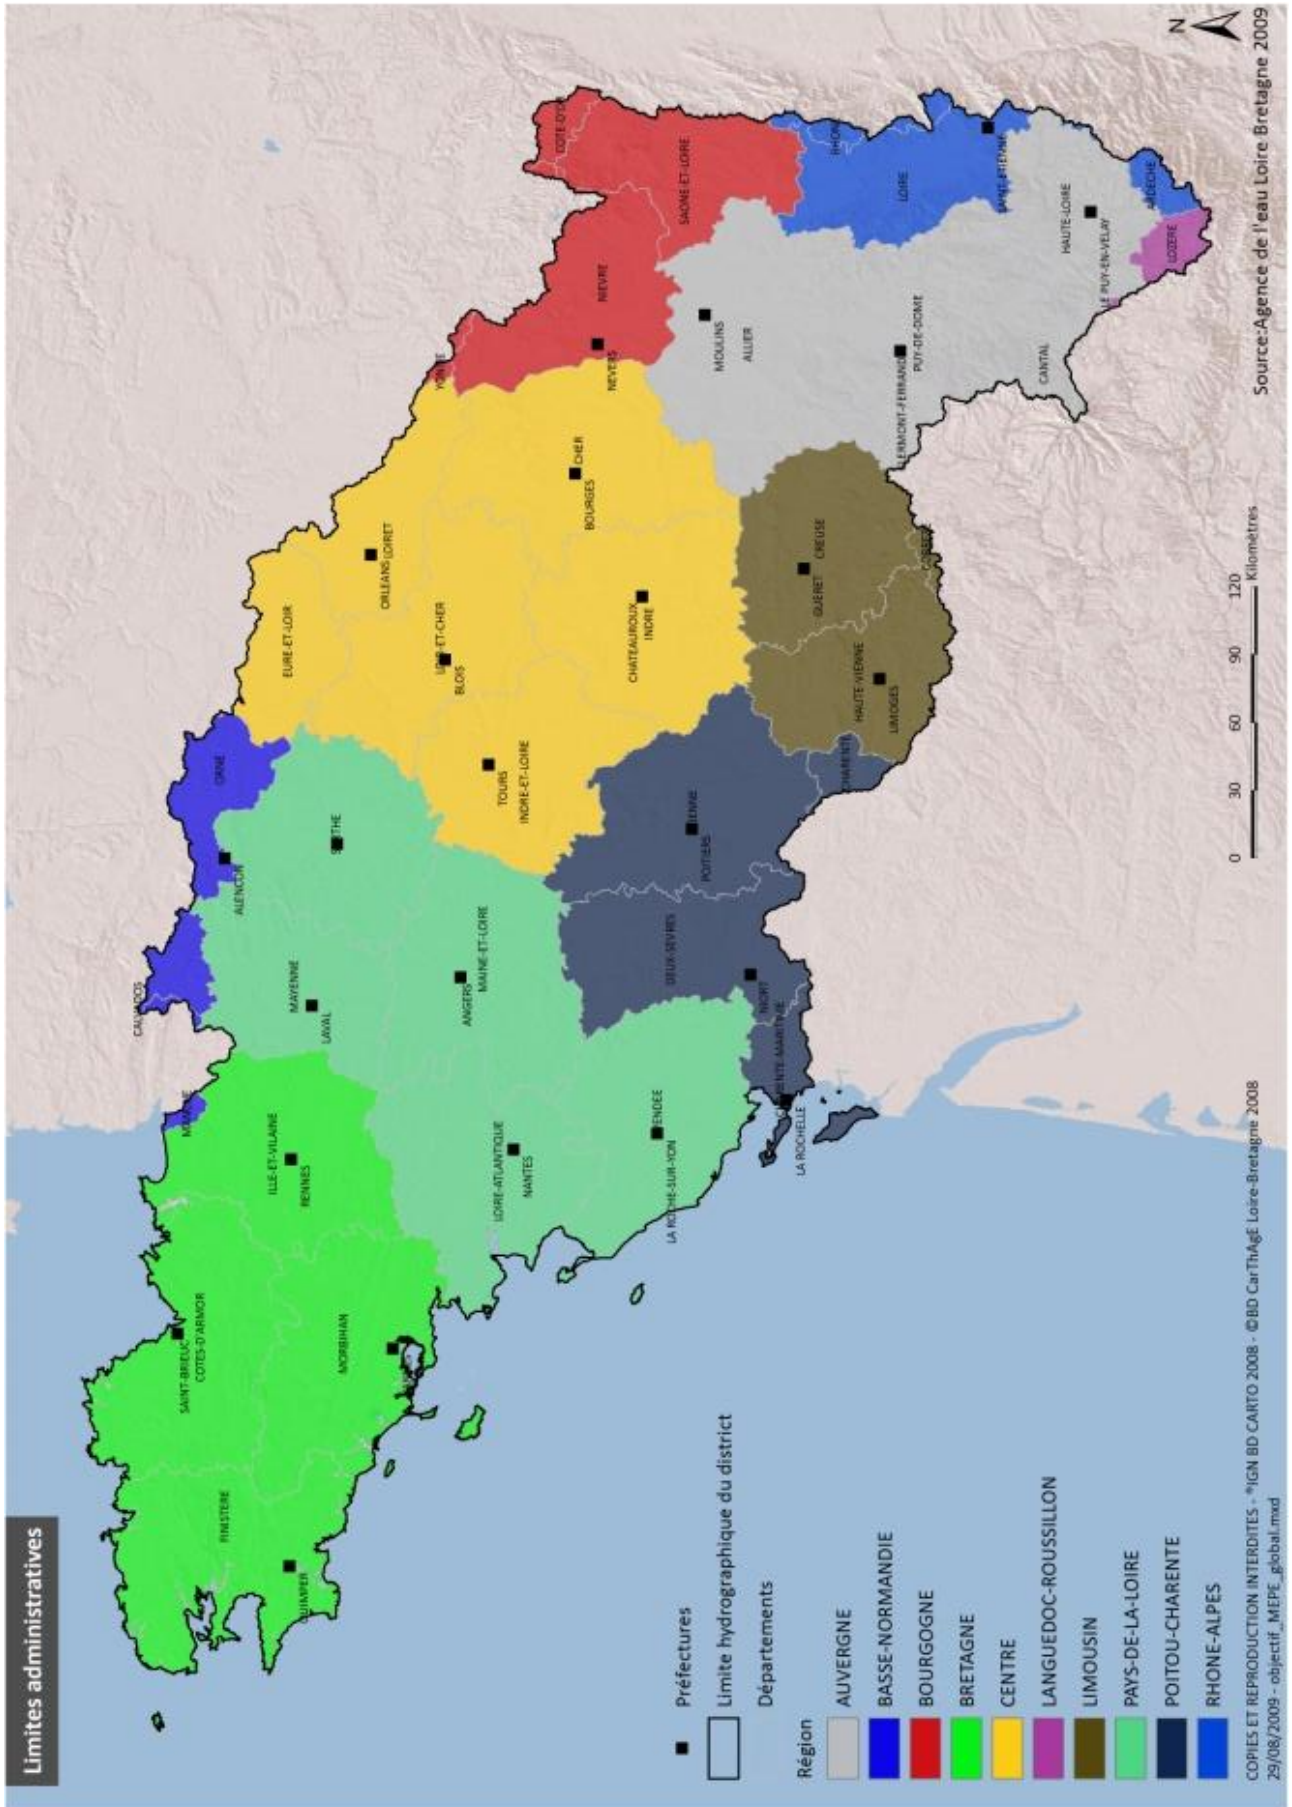 Limites administratives
CALVADOS
ORNE
ALENCON
SAINT-BRIEUC
COTES-D'ARMOR
FINISTERE
QUIMPER
ILLE-ET-VILAINE
RENNES
MORBIHAN
MAYENNE
LAVAL
EURE-ET-LOIR
ORLEANS
LOIRET
BLOIS
TOURS
INDRE-ET-LOIRE
ANGERS
MAINE-ET-LOIRE
LOIRE-ATLANTIQUE
NANTES
LA ROCHE-SUR-YON
CHER
BOURGES
CHATEAUROUX
INDRE
NIEVRE
NEVERS
SAONE-ET-LOIRE
DEUX-SEVRES
NIORT
POITIERS
LA ROCHELLE
CHARENTE
HAUTE-VIENNE
LIMOGES
CREUSE
GUERET
MOULINS
ALLIER
PUY-DE-DOME
CANTAL
LOIRE
SAINT-ETIENNE
HAUTE-LOIRE
LE PUY-EN-VELAY
ARDECHE
LOZERE
N
Préfectures
Limite hydrographique du district
Départements
Région
AUVERGNE
BASSE-NORMANDIE
BOURGOGNE
BRETAGNE
CENTRE
LANGUEDOC-ROUSSILLON
LIMOUSIN
PAYS-DE-LA-LOIRE
POITOU-CHARENTE
RHONE-ALPES
0 30 60 90 120
Kilomètres
Source:Agence de l'eau Loire Bretagne 2009
COPIES ET REPRODUCTION INTERDITES - ®IGN BD CARTO 2008 - ©BD CarThAgE Loire-Bretagne 2008
29/08/2009 - objectif_MEPE_global.mxd